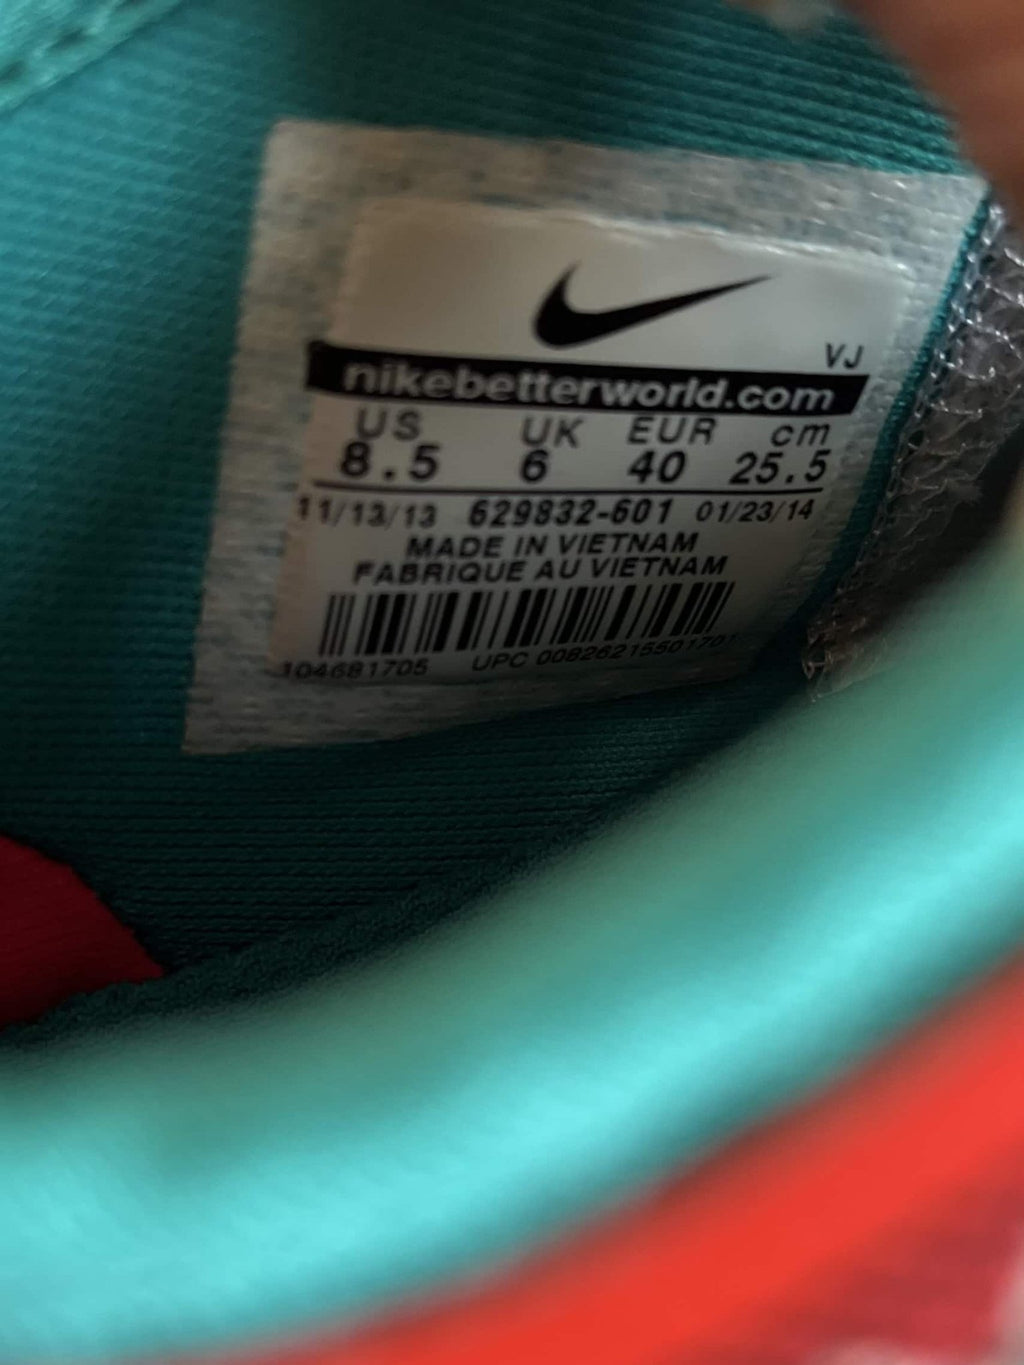 VJ
nikebetterworld.com
US UK EUR cm
8.5 6 40 25.5
11/13/13 629832-601 01/23/14
MADE IN VIETNAM
FABRIQUE AU VIETNAM
104681705 UPC 00826215501701